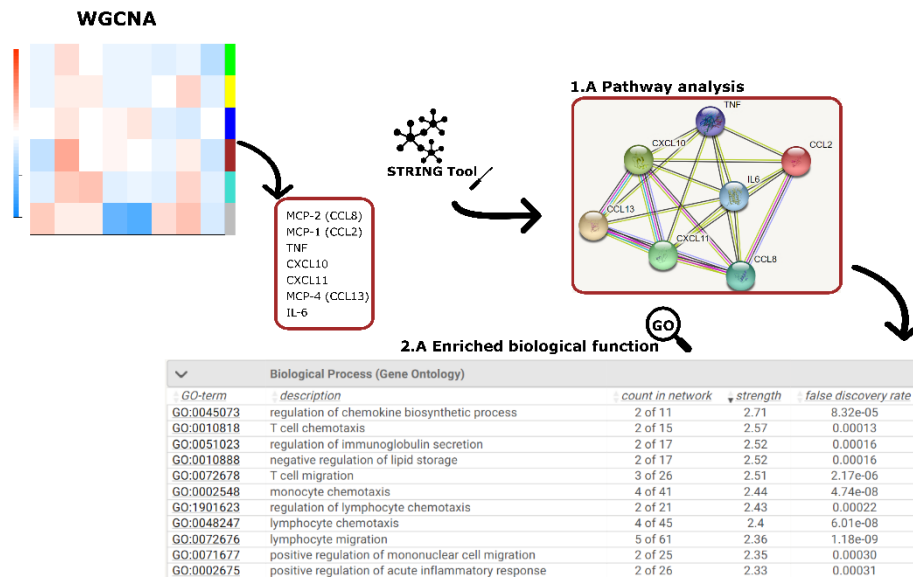 WGCNA
1.A Pathway analysis
TNF
CXCL10
CCL2
STRING Tool
IL6
CCL13
CXCL11
CCL8
MCP-2 (CCL8)
MCP-1 (CCL2)
TNF
CXCL10
CXCL11
MCP-4 (CCL13)
IL-6
GO
2.A Enriched biological function
Biological Process (Gene Ontology)
GO-term description count in network strength false discovery rate
GO:0045073 regulation of chemokine biosynthetic process 2 of 11 2.71 8.32e-05
GO:0010818 T cell chemotaxis 2 of 15 2.57 0.00013
GO:0051023 regulation of immunoglobulin secretion 2 of 17 2.52 0.00016
GO:0010888 negative regulation of lipid storage 2 of 17 2.52 0.00016
GO:0072678 T cell migration 3 of 26 2.51 2.17e-06
GO:0002548 monocyte chemotaxis 4 of 41 2.44 4.74e-08
GO:1901623 regulation of lymphocyte chemotaxis 2 of 21 2.43 0.00022
GO:0048247 lymphocyte chemotaxis 4 of 45 2.4 6.01e-08
GO:0072676 lymphocyte migration 5 of 61 2.36 1.18e-09
GO:0071677 positive regulation of mononuclear cell migration 2 of 25 2.35 0.00030
GO:0002675 positive regulation of acute inflammatory response 2 of 26 2.33 0.00031